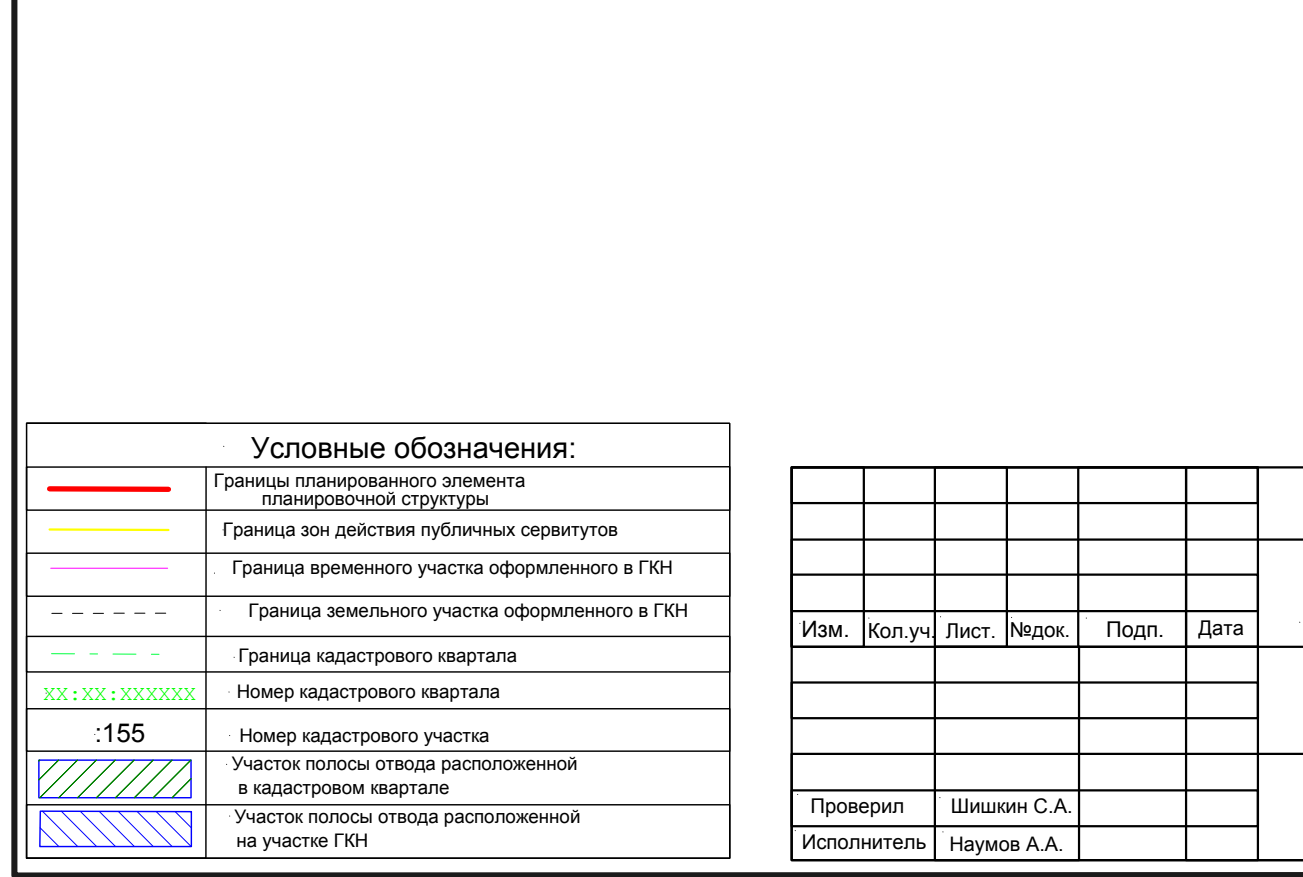 Условные обозначения:
Границы планированного элемента
планировочной структуры
Граница зон действия публичных сервитутов
Граница временного участка оформленного в ГКН
Граница земельного участка оформленного в ГКН
Граница кадастрового квартала
XX:XX:XXXXXX Номер кадастрового квартала
:155 Номер кадастрового участка
Участок полосы отвода расположенной
в кадастровом квартале
Участок полосы отвода расположенной
на участке ГКН
Изм. Кол.уч. Лист. №док. Подп. Дата
Проверил Шишкин С.А.
Исполнитель Наумов А.А.